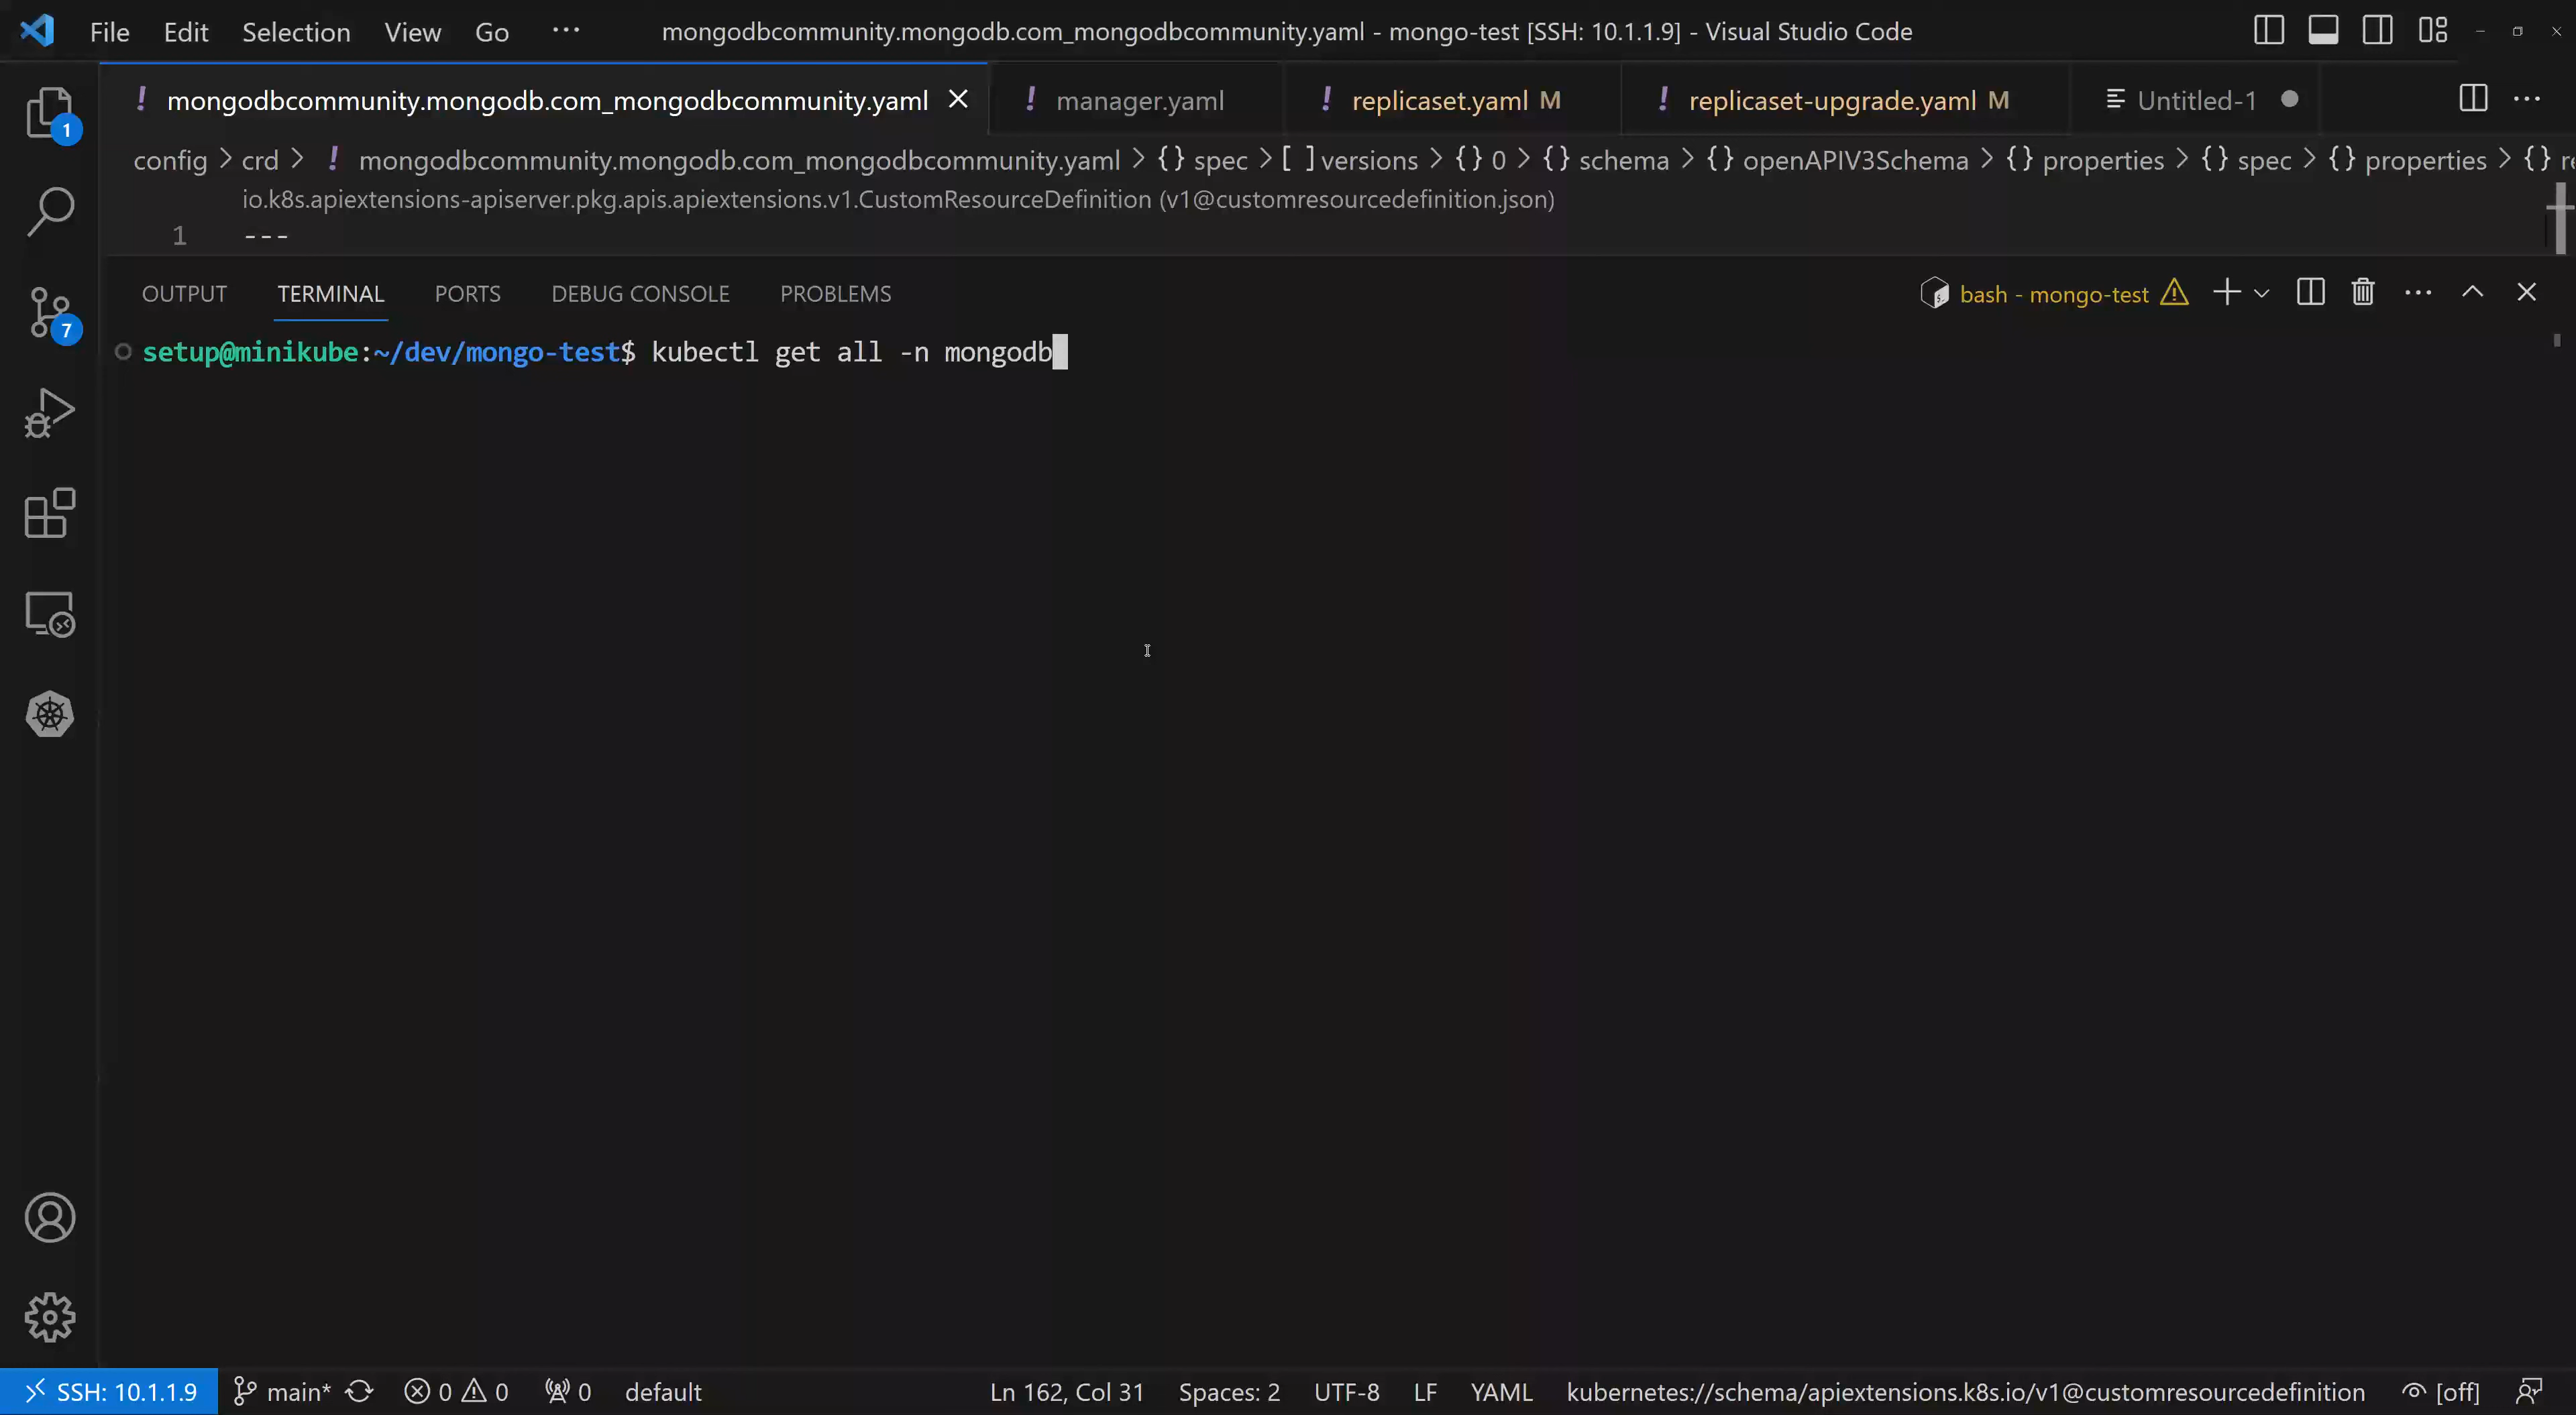 File Edit Selection View Go ··· mongodbcommunity.mongodb.com_mongodbcommunity.yaml - mongo-test [SSH: 10.1.1.9] - Visual Studio Code
! mongodbcommunity.mongodb.com_mongodbcommunity.yaml ! manager.yaml ! replicaset.yaml M ! replicaset-upgrade.yaml M Untitled-1
config > crd > ! mongodbcommunity.mongodb.com_mongodbcommunity.yaml > {} spec > [ ] versions > {} 0 > {} schema > {} openAPIV3Schema > {} properties > {} spec > {} properties > {} re
io.k8s.apiextensions-apiserver.pkg.apis.apiextensions.v1.CustomResourceDefinition (v1@customresourcedefinition.json)
1 ---
OUTPUT TERMINAL PORTS DEBUG CONSOLE PROBLEMS bash - mongo-test
setup@minikube:~/dev/mongo-test$ kubectl get all -n mongodb
1
7
SSH: 10.1.1.9 main* 0 0 0 default Ln 162, Col 31 Spaces: 2 UTF-8 LF YAML kubernetes://schema/apiextensions.k8s.io/v1@customresourcedefinition [off]